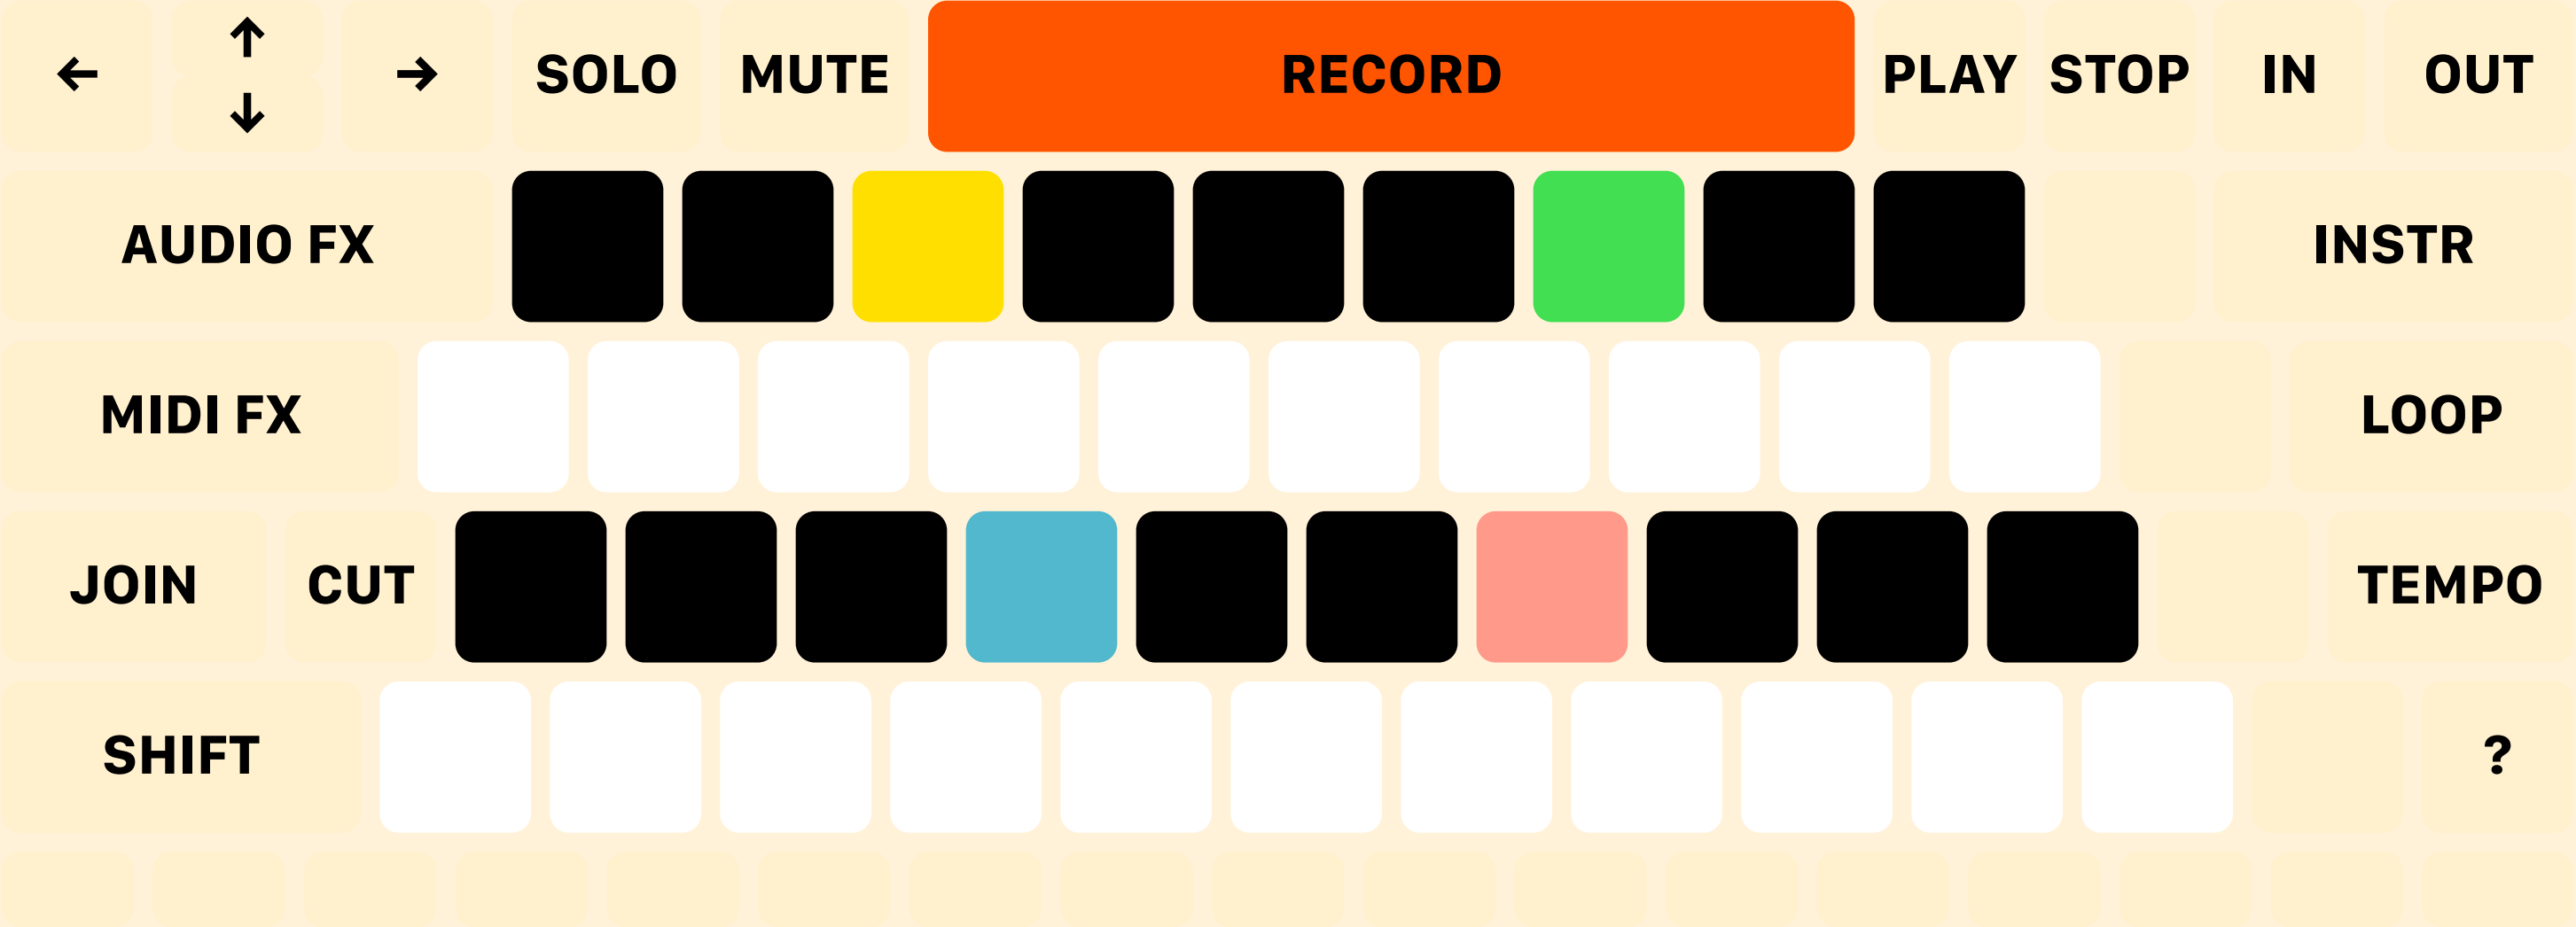 ← ↑ → SOLO MUTE RECORD PLAY STOP IN OUT
↓
AUDIO FX INSTR
MIDI FX LOOP
JOIN CUT TEMPO
SHIFT ?